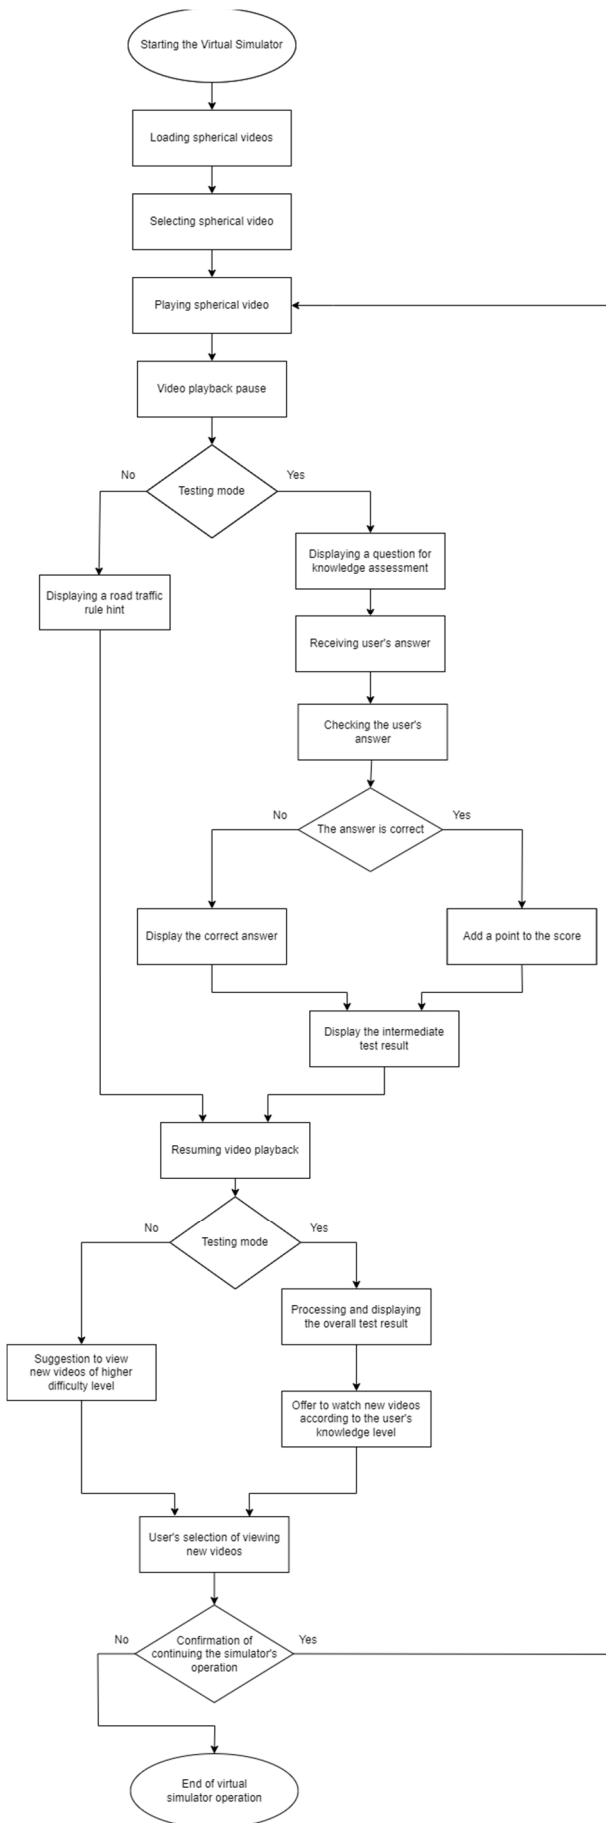 Starting the Virtual Simulator
Loading spherical videos
Selecting spherical video
Playing spherical video
Video playback pause
No
Testing mode
Yes
Displaying a question for
knowledge assessment
Displaying a road traffic
rule hint
Receiving user's answer
Checking the user's
answer
No
The answer is correct
Yes
Display the correct answer
Add a point to the score
Display the intermediate
test result
Resuming video playback
No
Testing mode
Yes
Processing and displaying
the overall test result
Suggestion to view
new videos of higher
difficulty level
Offer to watch new videos
according to the user's
knowledge level
User's selection of viewing
new videos
No
Confirmation of
continuing the simulator's
operation
Yes
End of virtual
simulator operation